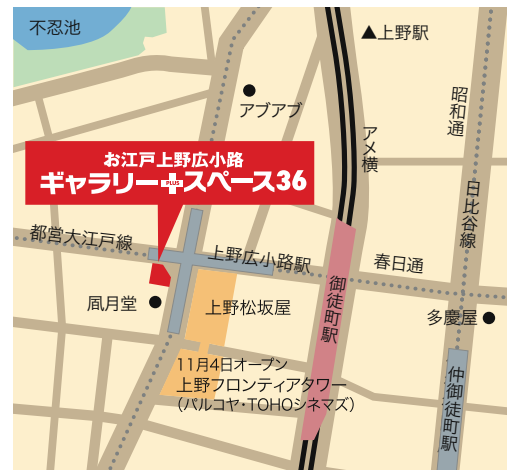 不忍池
▲上野駅
アブアブ
昭和通
アメ横
お江戸上野広小路
ギャラリー
PLUS
スペース36
日比谷線
都営大江戸線
上野広小路駅
春日通
凮月堂
上野松坂屋
御徒町駅
多慶屋
11月4日オープン
上野フロンティアタワー
(パルコヤ・TOHOシネマズ)
仲御徒町駅